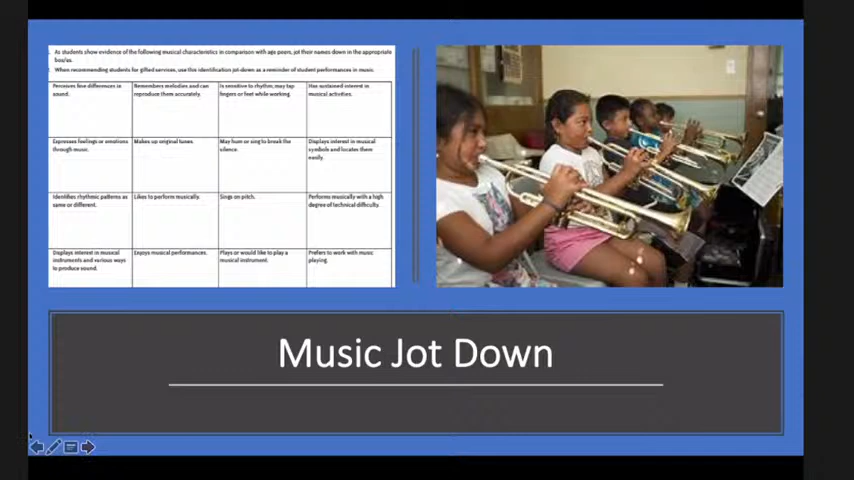 As students show evidence of the following musical characteristics in comparison with age peers, jot their names down in the appropriate
box/es.
When recommending students for gifted services, use this identification jot-down as a reminder of student performances in music.
Perceives fine differences in
sound.
Remembers melodies and can
reproduce them accurately.
Is sensitive to rhythm; may tap
fingers or feet while working.
Has sustained interest in
musical activities.
Expresses feelings or emotions
through music.
Makes up original tunes.
May hum or sing to break the
silence.
Displays interest in musical
symbols and locates them
easily.
Identifies rhythmic patterns as
same or different.
Likes to perform musically.
Sings on pitch.
Performs musically with a high
degree of technical difficulty.
Displays interest in musical
instruments and various ways
to produce sound.
Enjoys musical performances.
Plays or would like to play a
musical instrument.
Prefers to work with music
playing.
Music Jot Down